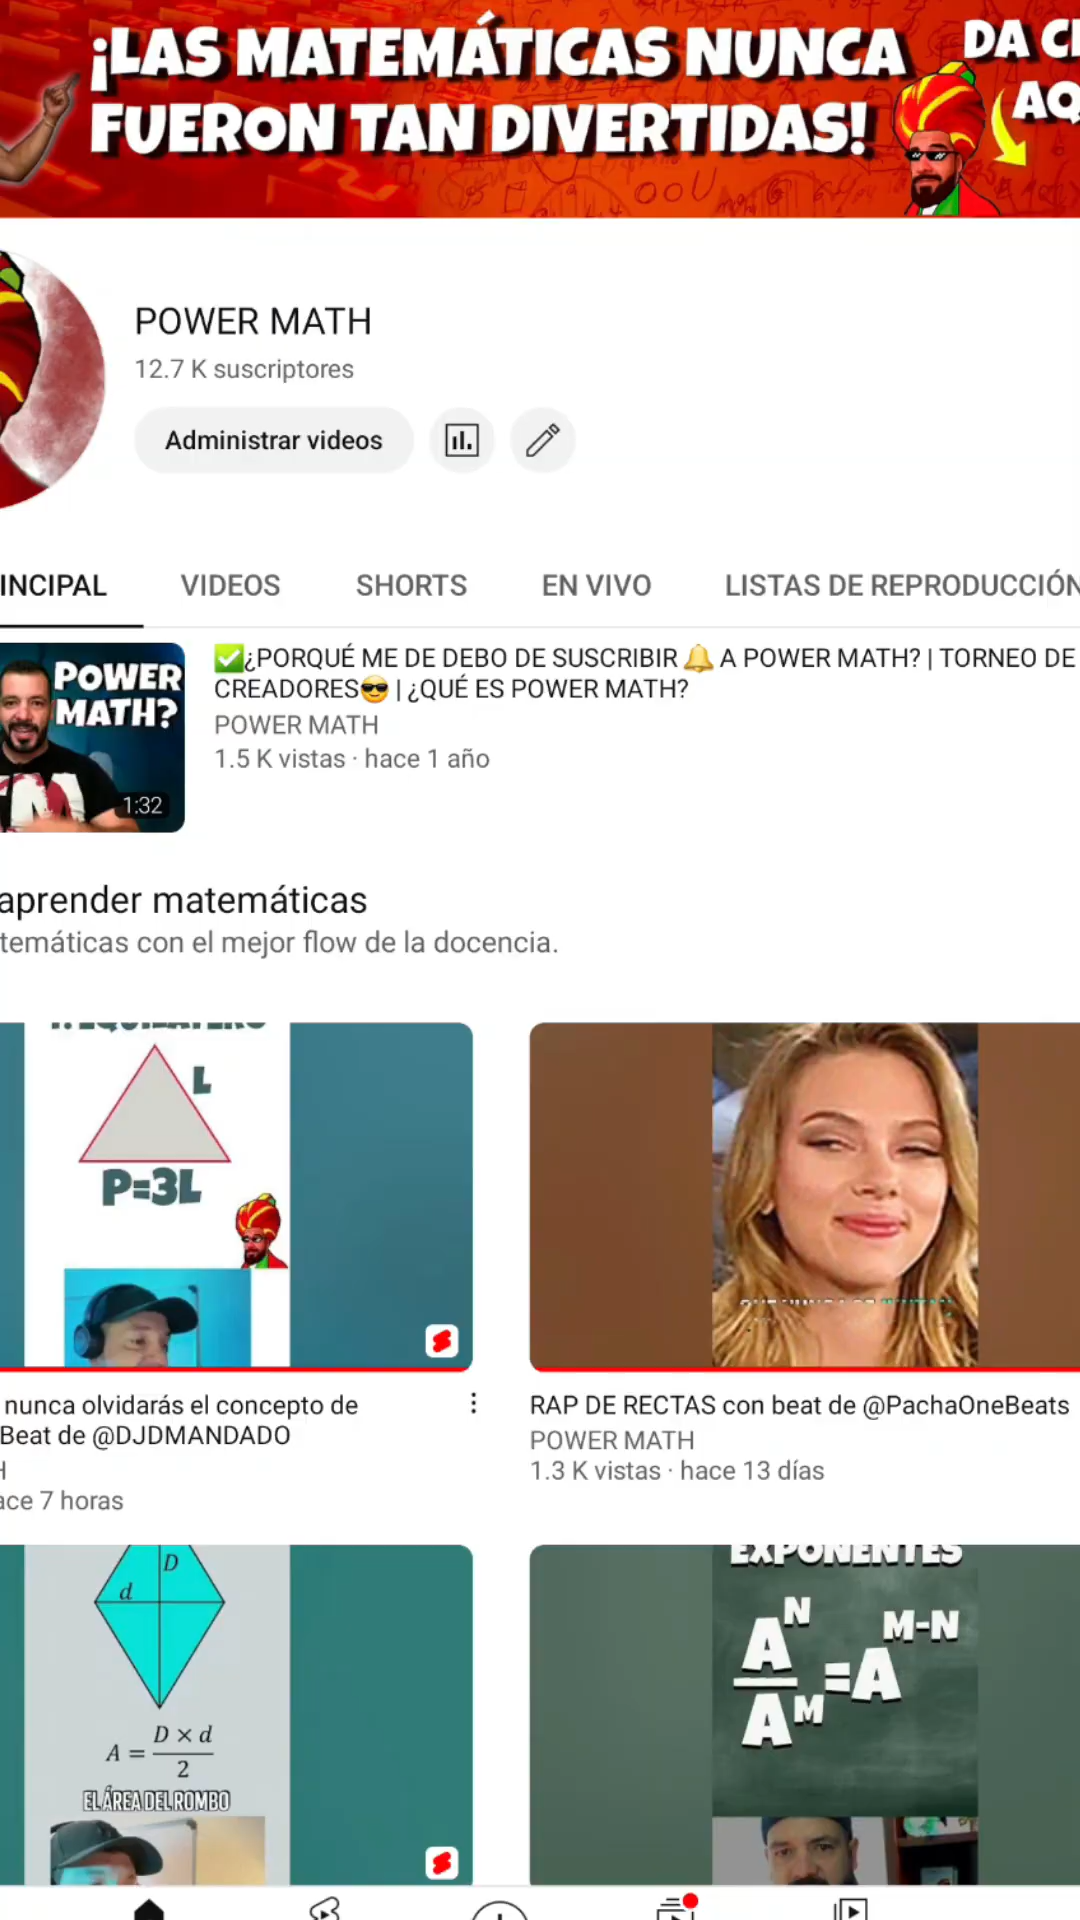 ¡LAS MATEMÁTICAS NUNCA
FUERON TAN DIVERTIDAS!
DA
POWER MATH
12.7 K suscriptores
Administrar videos
INCIPAL VIDEOS SHORTS EN VIVO LISTAS DE REPRODUCCIÓN
POWER
MATH?
1:32
✅¿PORQUÉ ME DE DEBO DE SUSCRIBIR🔔A POWER MATH? | TORNEO DE
CREADORES😎 | ¿QUÉ ES POWER MATH?
POWER MATH
1.5 K vistas · hace 1 año
aprender matemáticas
temáticas con el mejor flow de la docencia.
L
P=3L
nunca olvidarás el concepto de
Beat de @DJDMANDADO
ace 7 horas
RAP DE RECTAS con beat de @PachaOneBeats
POWER MATH
1.3 K vistas · hace 13 días
D
d
A = D × d / 2
EL ÁREA DEL ROMBO
EXPONENTES
A^N / A^M = A^M-N